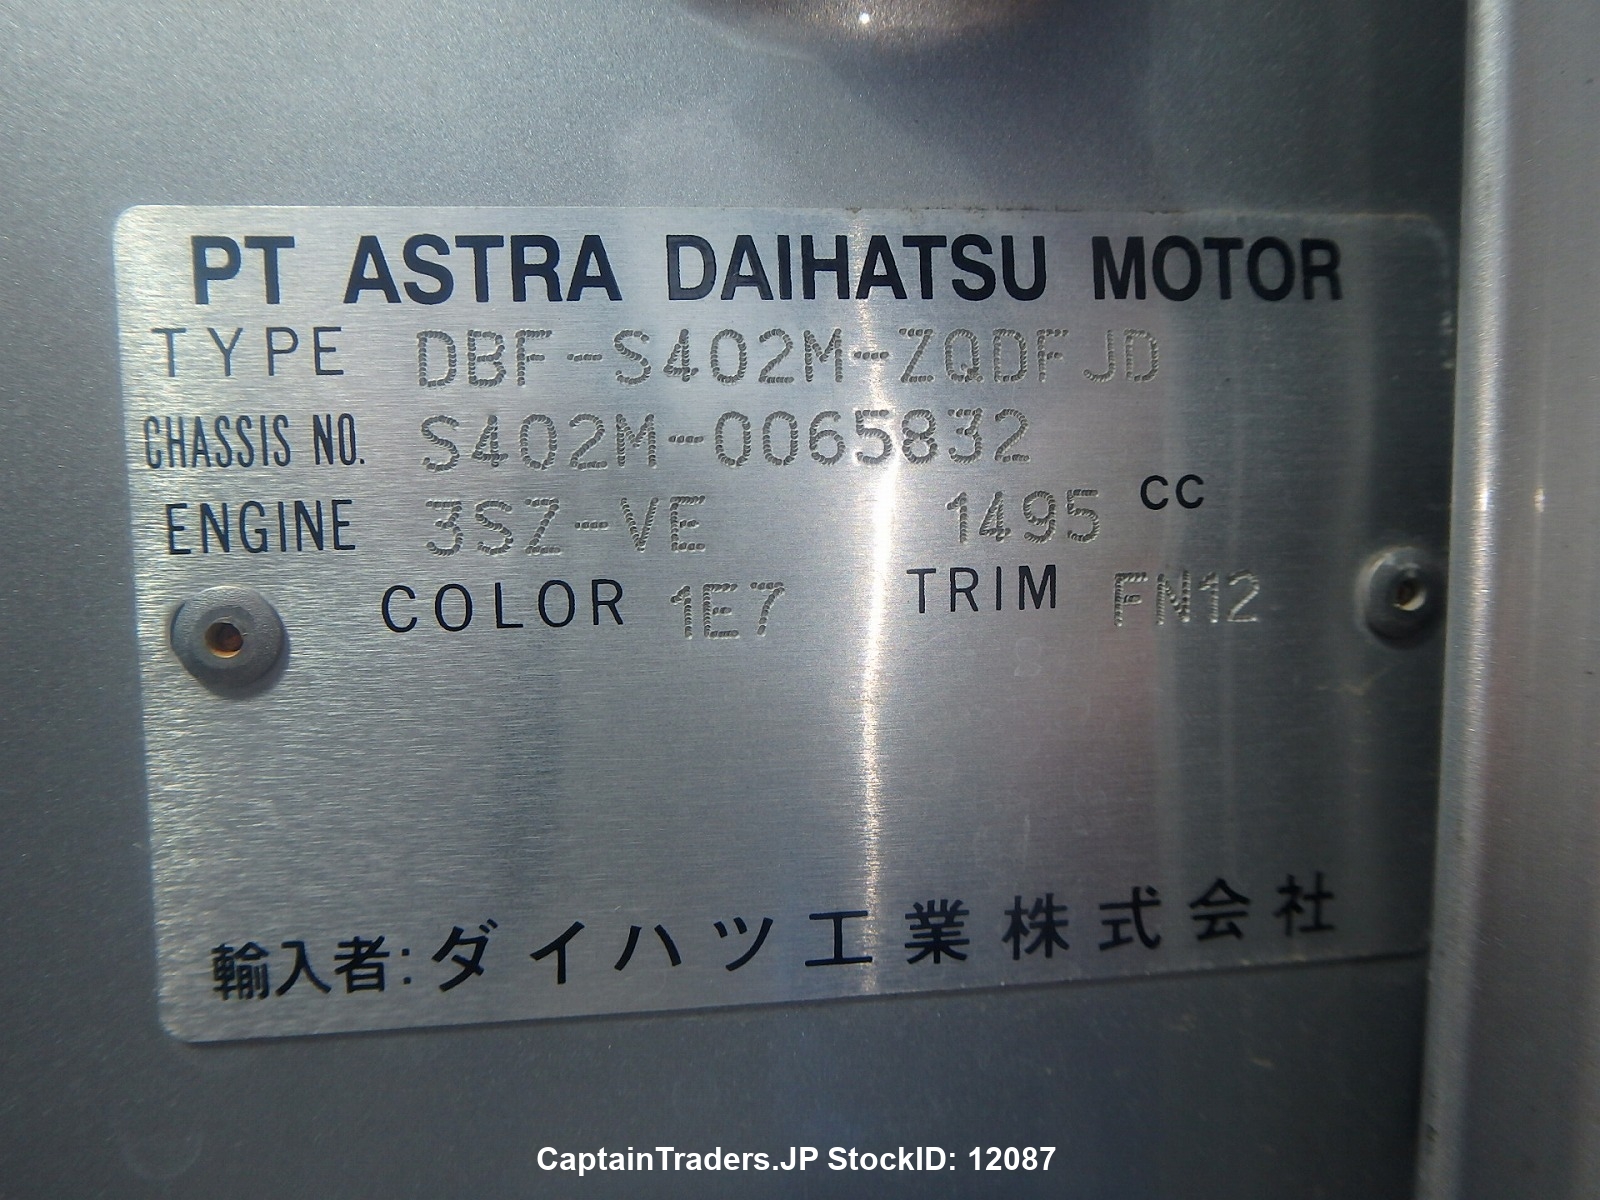 PT ASTRA DAIHATSU MOTOR
TYPE DBF-S402M-ZQDFJD
CHASSIS NO. S402M-0065832
ENGINE 3SZ-VE 1495 CC
COLOR 1E7 TRIM FN12
輸入者:ダイハツ工業株式会社
CaptainTraders.JP StockID: 12087